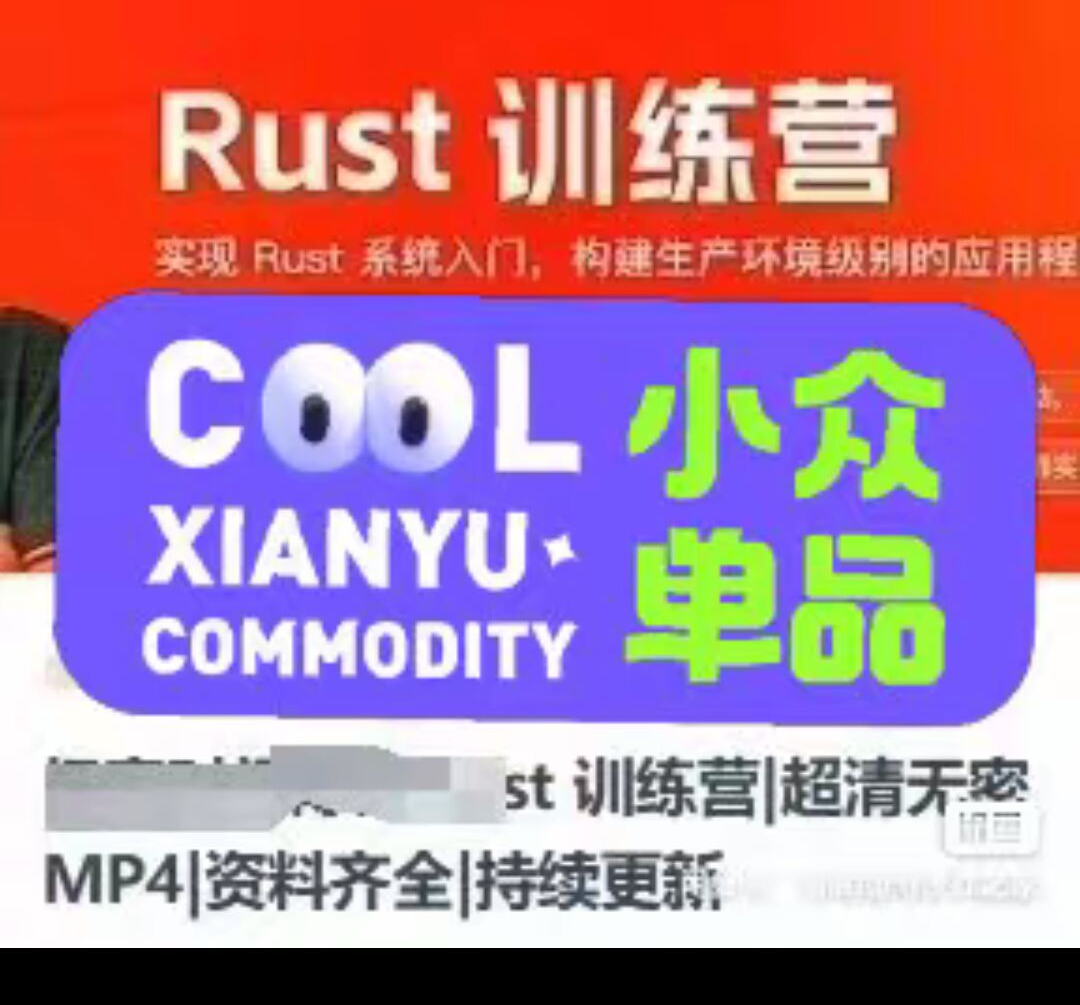 Rust 训练营
实现 Rust 系统入门，构建生产环境级别的应用程
COOL 小众
XIANYU
单品
COMMODITY
st 训练营|超清无密
MP4|资料齐全|持续更新